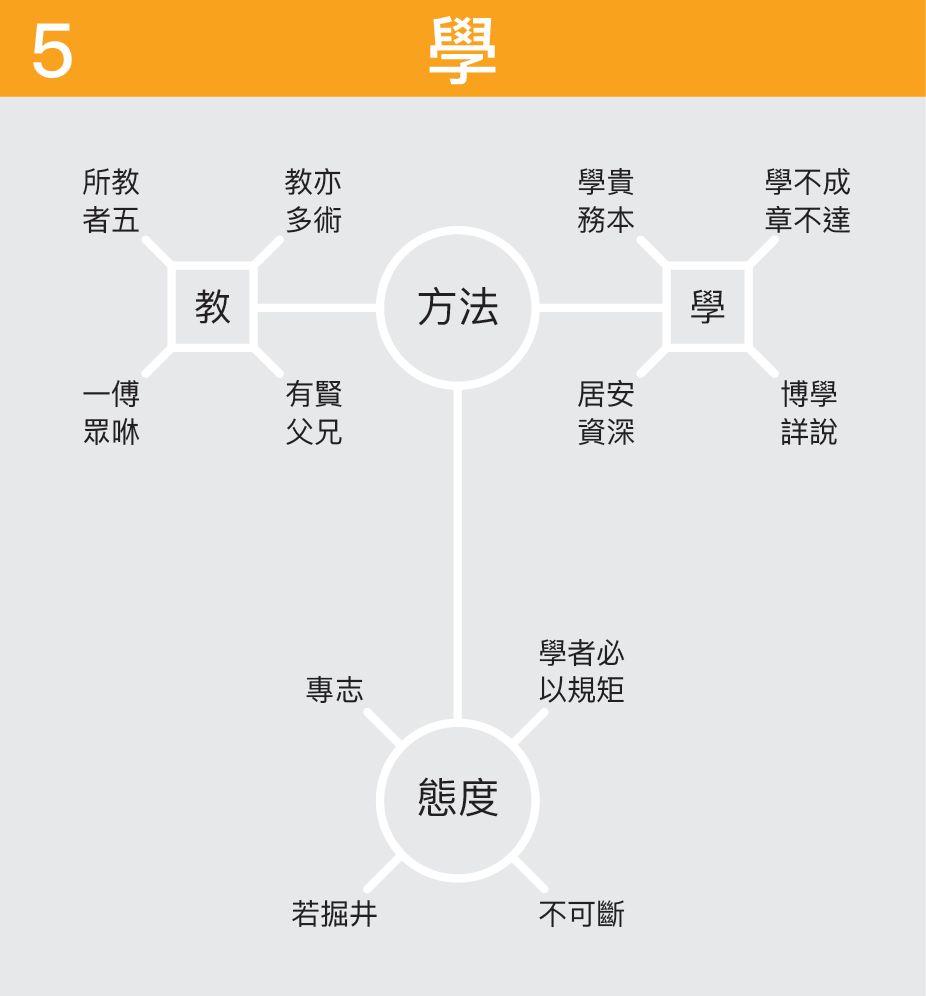 5
學
所教
者五
教亦
多術
學貴
務本
學不成
章不達
教
方法
學
一傅
眾咻
有賢
父兄
居安
資深
博學
詳說
專志
學者必
以規矩
態度
若掘井
不可斷